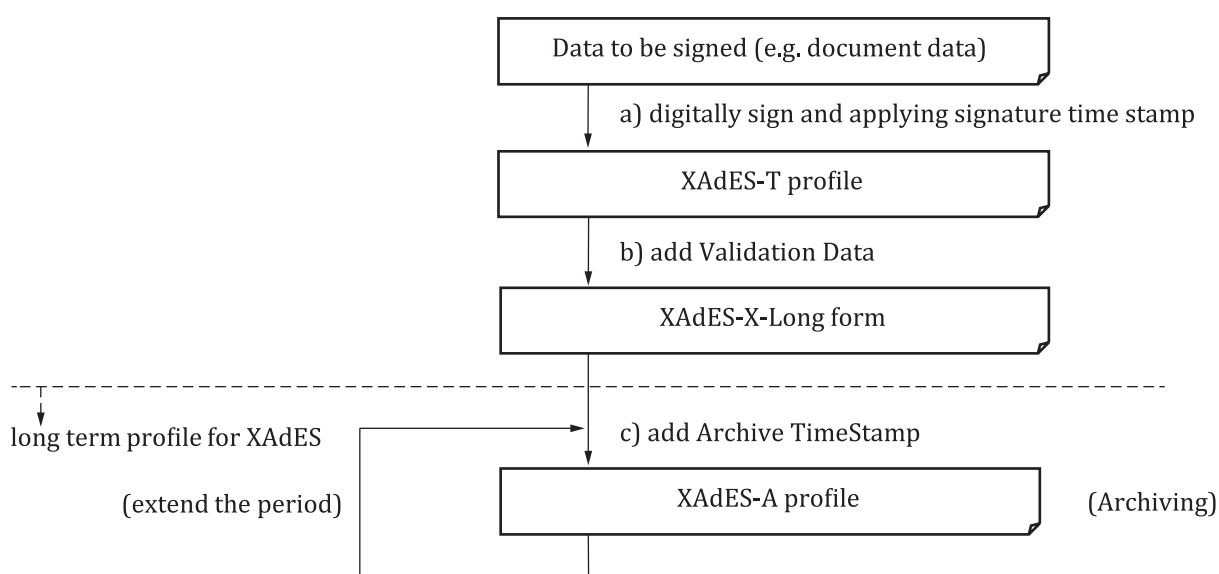 Data to be signed (e.g. document data)
a) digitally sign and applying signature time stamp
XAdES-T profile
b) add Validation Data
XAdES-X-Long form
long term profile for XAdES
c) add Archive TimeStamp
(extend the period)
XAdES-A profile
(Archiving)